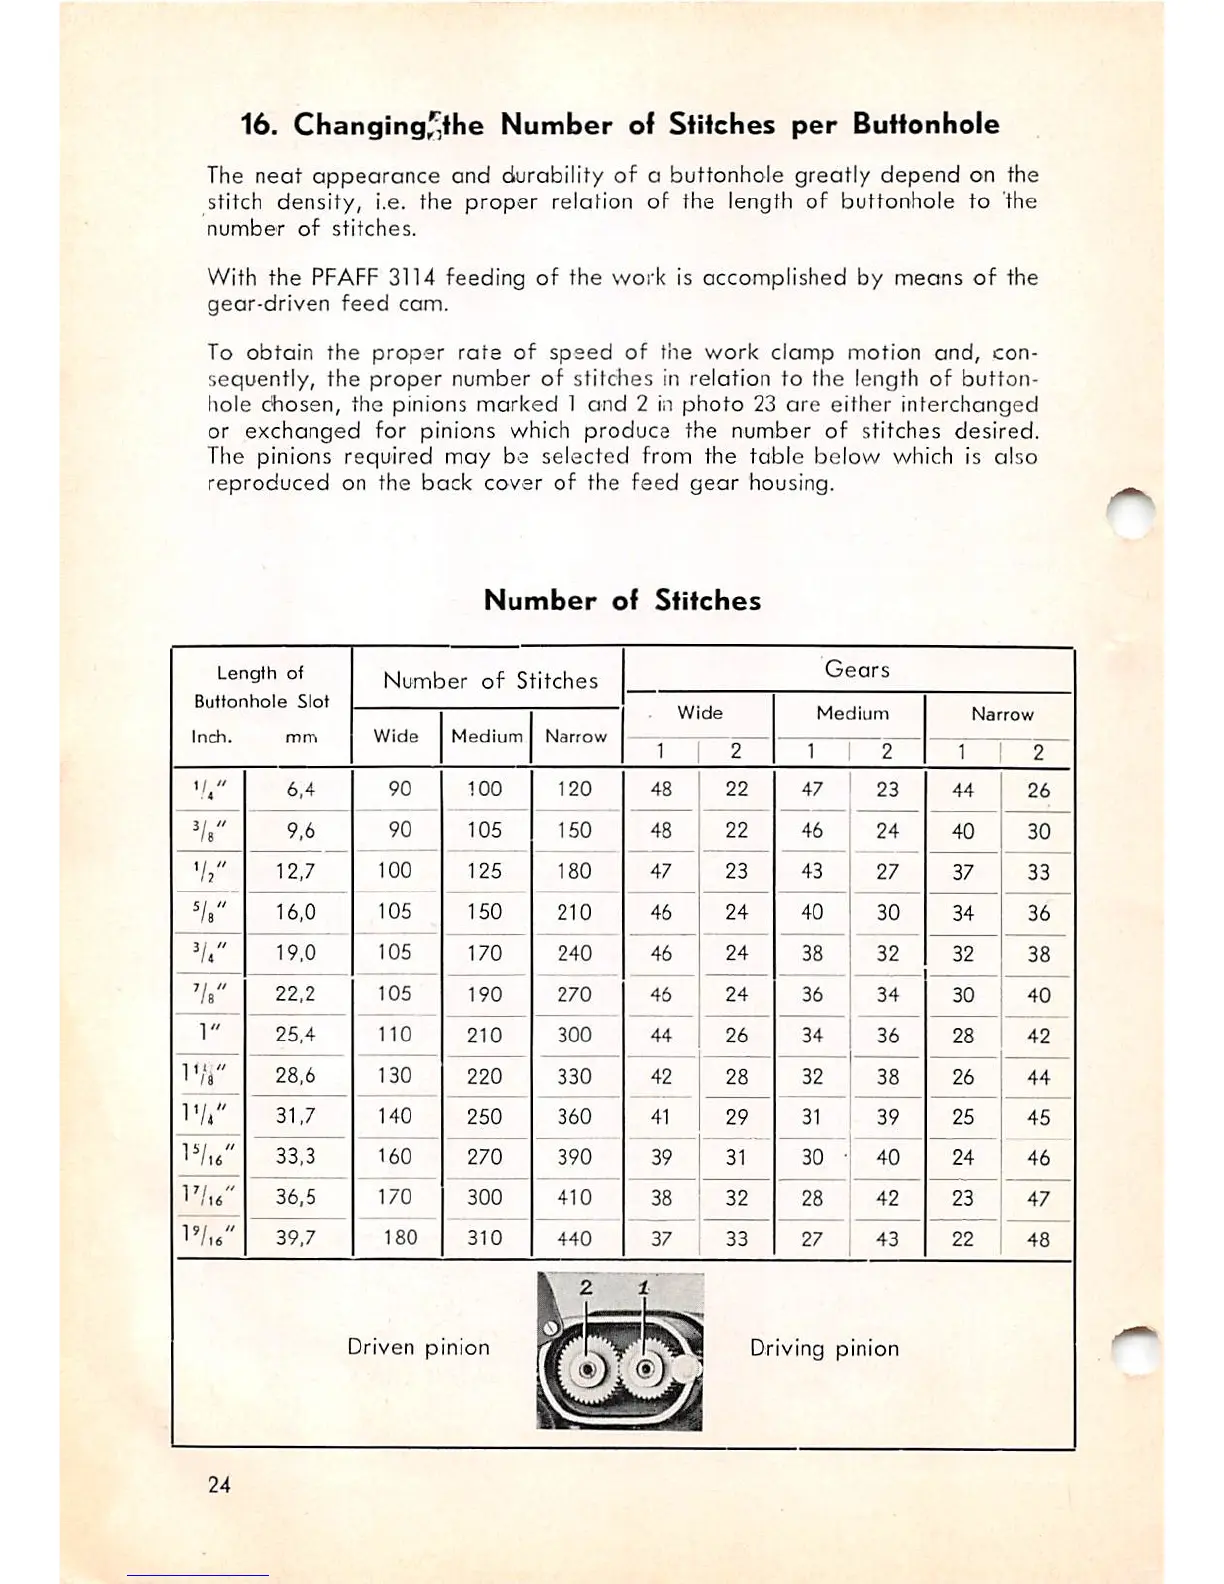 16. Changing the Number of Stitches per Buttonhole
The neat appearance and durability of a buttonhole greatly depend on the
stitch density, i.e. the proper relation of the length of buttonhole to the
number of stitches.
With the PFAFF 3114 feeding of the work is accomplished by means of the
gear-driven feed cam.
To obtain the proper rate of speed of the work clamp motion and, con-
sequently, the proper number of stitches in relation to the length of button-
hole chosen, the pinions marked 1 and 2 in photo 23 are either interchanged
or exchanged for pinions which produce the number of stitches desired.
The pinions required may be selected from the table below which is also
reproduced on the back cover of the feed gear housing.
Number of Stitches
Length of Buttonhole Slot Number of Stitches Gears
Wide Medium Narrow
Inch. mm Wide Medium Narrow 1 2 1 2 1 2
1/4" 6,4 90 100 120 48 22 47 23 44 26
3/8" 9,6 90 105 150 48 22 46 24 40 30
1/2" 12,7 100 125 180 47 23 43 27 37 33
5/8" 16,0 105 150 210 46 24 40 30 34 36
3/4" 19,0 105 170 240 46 24 38 32 32 38
7/8" 22,2 105 190 270 46 24 36 34 30 40
1" 25,4 110 210 300 44 26 34 36 28 42
1 1/8" 28,6 130 220 330 42 28 32 38 26 44
1 1/4" 31,7 140 250 360 41 29 31 39 25 45
1 5/16" 33,3 160 270 390 39 31 30 40 24 46
1 7/16" 36,5 170 300 410 38 32 28 42 23 47
1 9/16" 39,7 180 310 440 37 33 27 43 22 48
2 1
Driven pinion Driving pinion
24